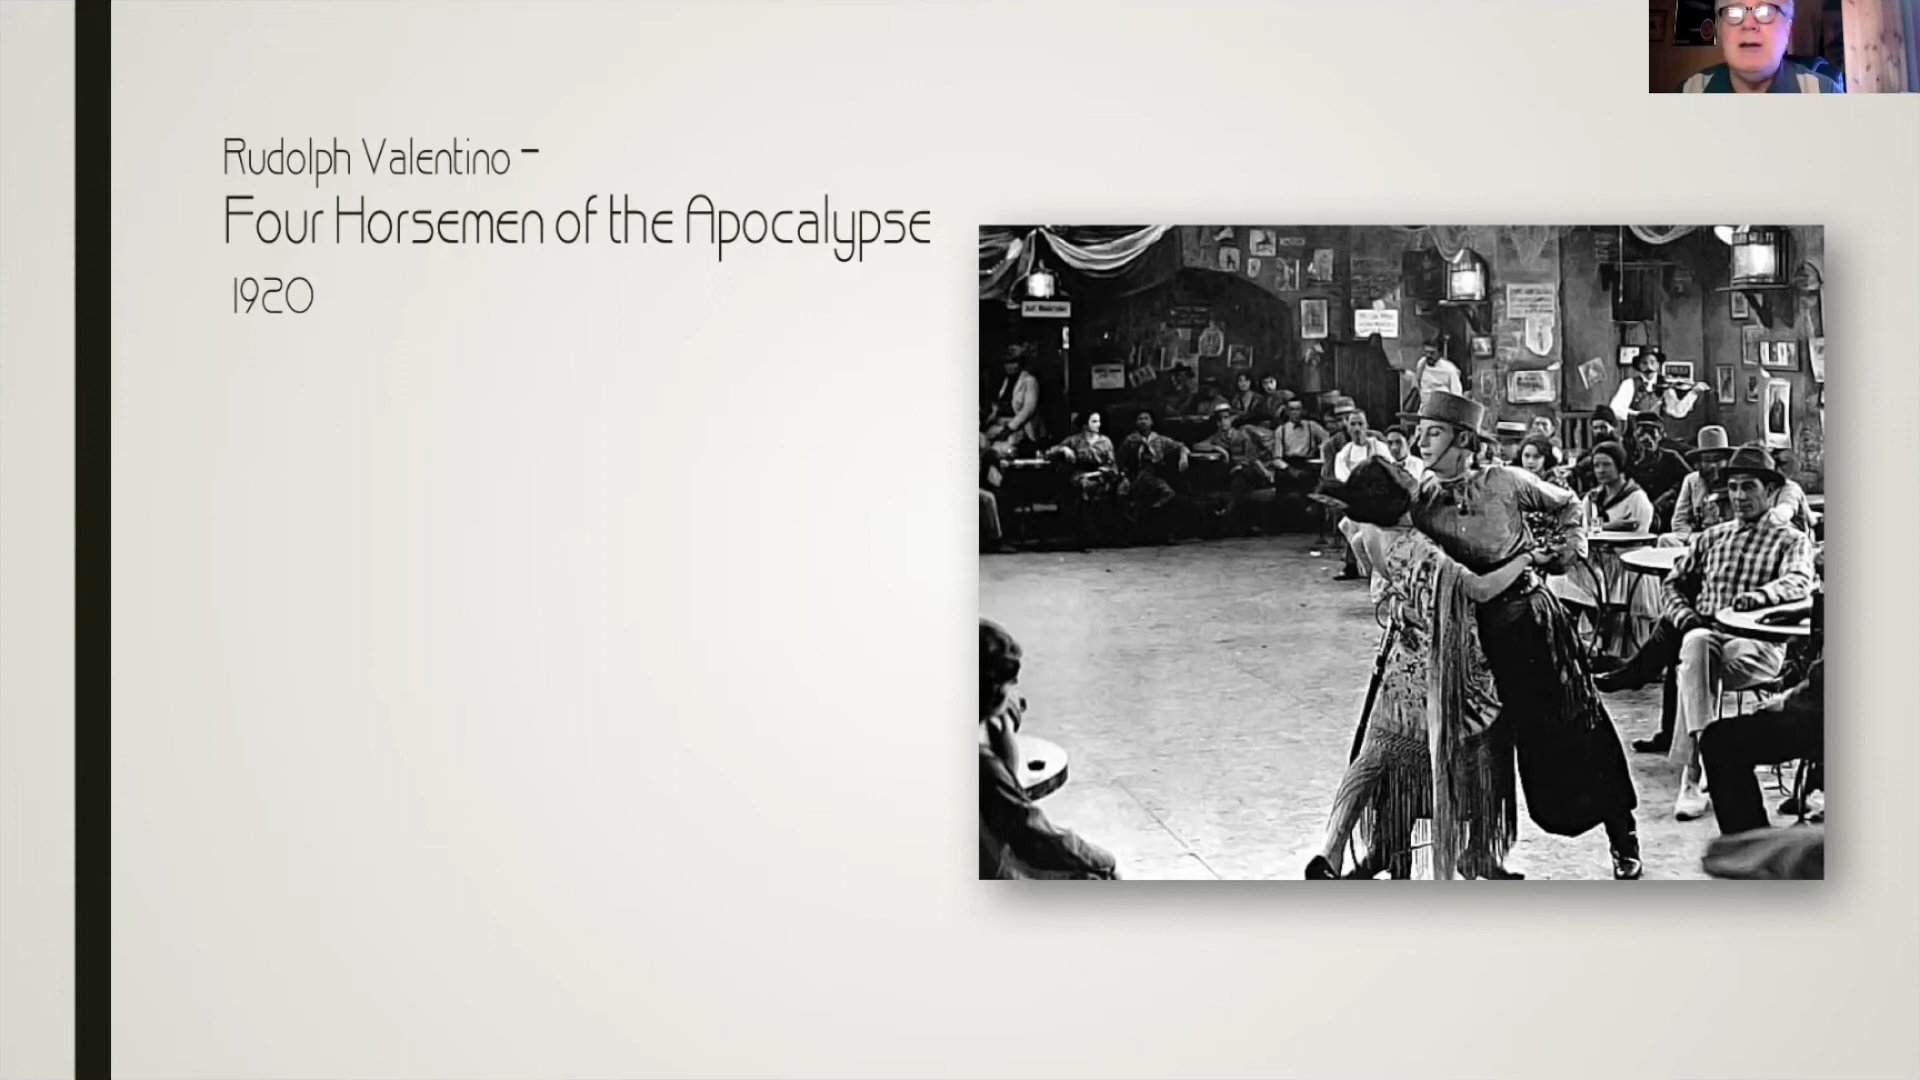 Rudolph Valentino –
Four Horsemen of the Apocalypse
1920